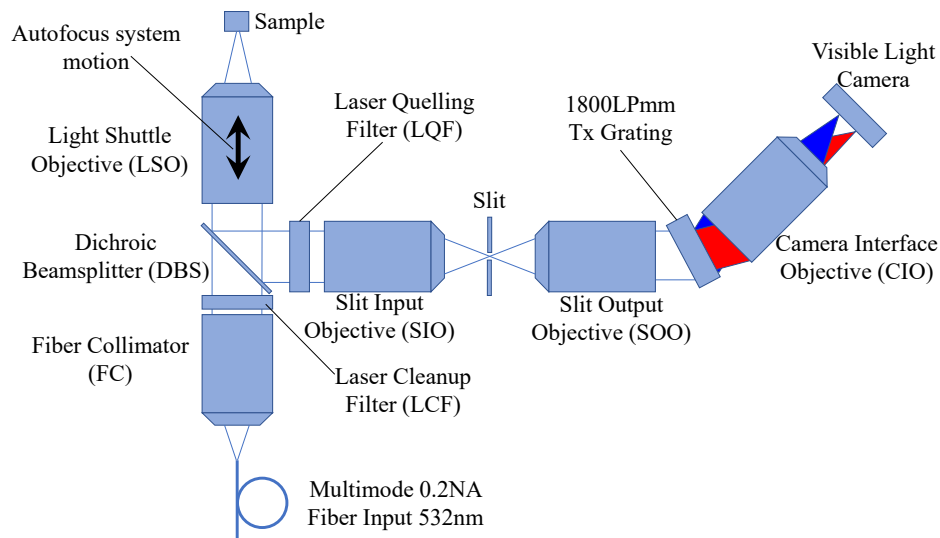 Sample
Autofocus system
motion
Light Shuttle
Objective (LSO)
Laser Quelling
Filter (LQF)
1800LPmm
Tx Grating
Visible Light
Camera
Slit
Dichroic
Beamsplitter (DBS)
Slit Input
Objective (SIO)
Slit Output
Objective (SOO)
Camera Interface
Objective (CIO)
Fiber Collimator
(FC)
Laser Cleanup
Filter (LCF)
Multimode 0.2NA
Fiber Input 532nm